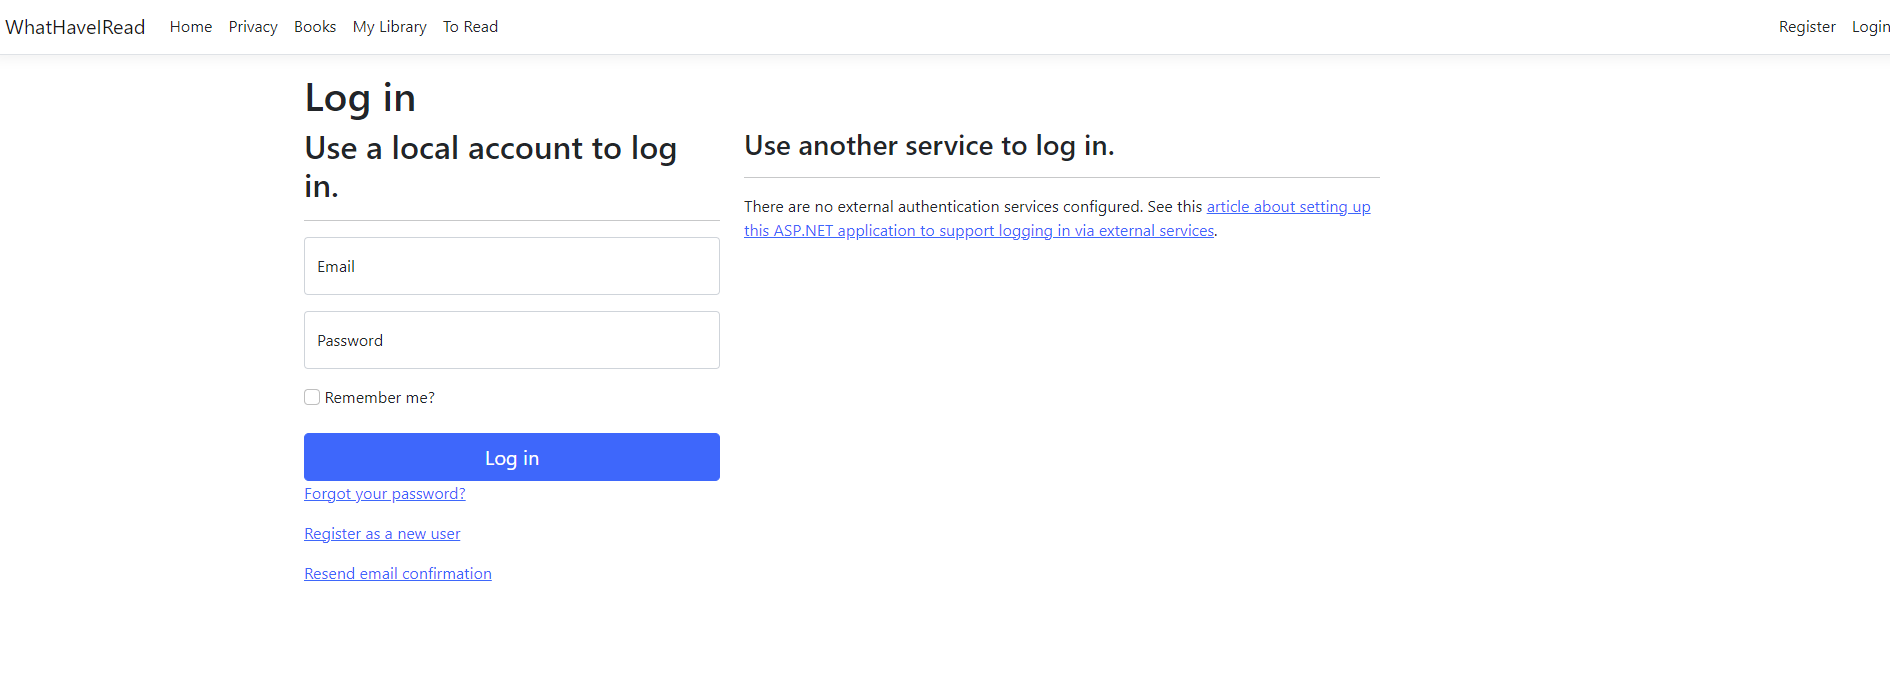 WhatHaveIRead Home Privacy Books My Library To Read Register Login
Log in
Use a local account to log
in.
Email
Password
Remember me?
Log in
Forgot your password?
Register as a new user
Resend email confirmation
Use another service to log in.
There are no external authentication services configured. See this article about setting up
this ASP.NET application to support logging in via external services.